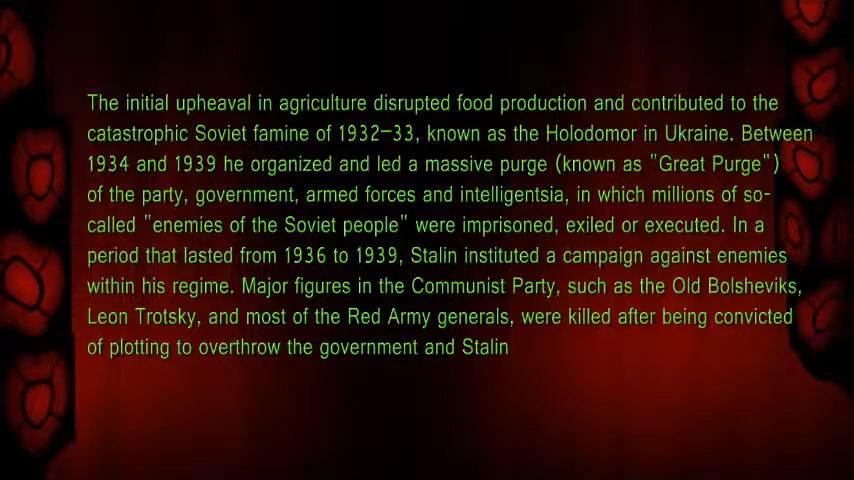 The initial upheaval in agriculture disrupted food production and contributed to the
catastrophic Soviet famine of 1932–33, known as the Holodomor in Ukraine. Between
1934 and 1939 he organized and led a massive purge (known as "Great Purge")
of the party, government, armed forces and intelligentsia, in which millions of so-
called "enemies of the Soviet people" were imprisoned, exiled or executed. In a
period that lasted from 1936 to 1939, Stalin instituted a campaign against enemies
within his regime. Major figures in the Communist Party, such as the Old Bolsheviks,
Leon Trotsky, and most of the Red Army generals, were killed after being convicted
of plotting to overthrow the government and Stalin